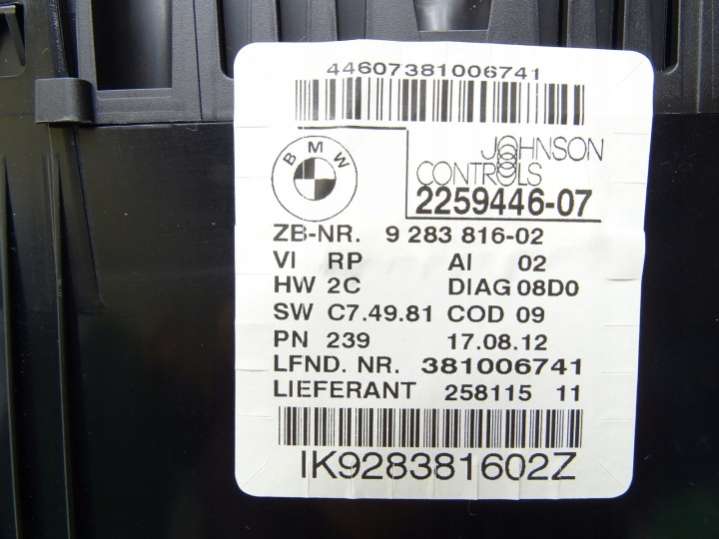 44607381006741
BMW
JOHNSON
CONTROLS
2259446-07
ZB-NR. 9 283 816-02
VI RP AI 02
HW 2C DIAG 08D0
SW C7.49.81 COD 09
PN 239 17.08.12
LFND. NR. 381006741
LIEFERANT 258115 11
IK928381602Z